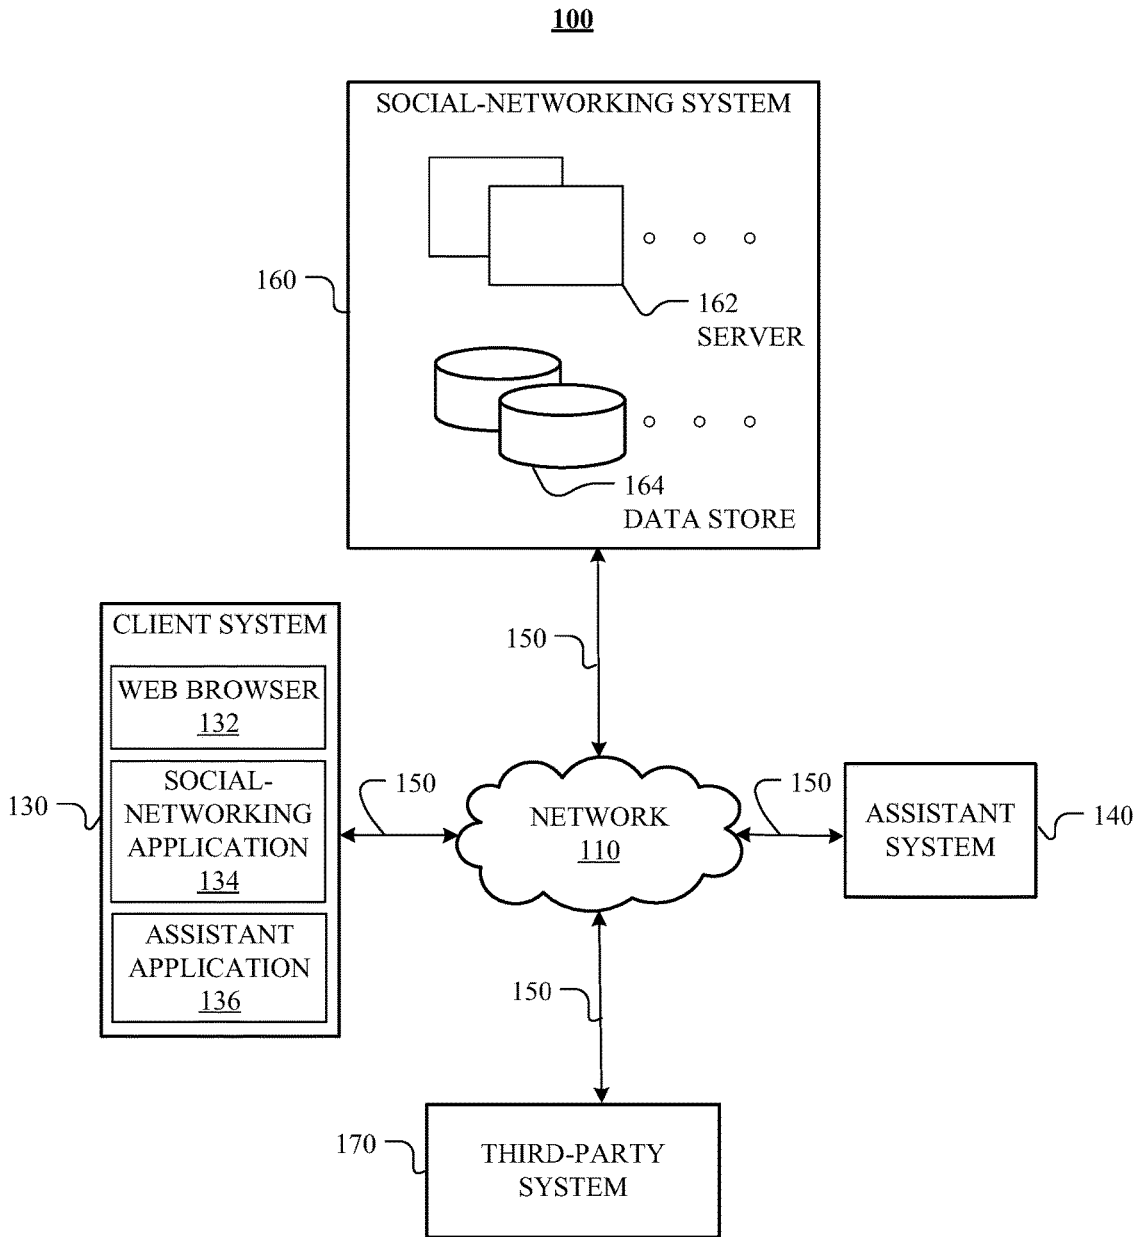 100
SOCIAL-NETWORKING SYSTEM
160
162
SERVER
164
DATA STORE
CLIENT SYSTEM
WEB BROWSER
132
SOCIAL-
NETWORKING
APPLICATION
134
ASSISTANT
APPLICATION
136
130
150
150
NETWORK
110
150
ASSISTANT
SYSTEM
140
150
170
THIRD-PARTY
SYSTEM